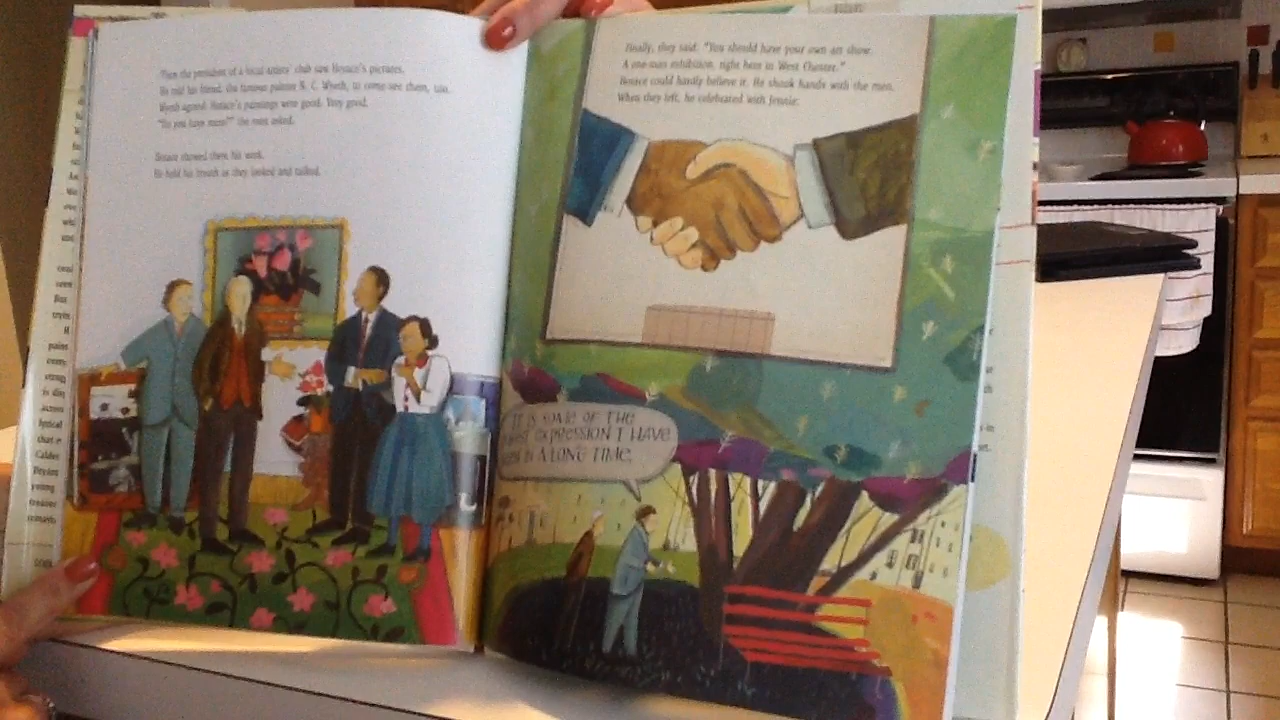 Then the president of a local artists' club saw Horace's pictures.
He told his friend, the famous painter N. C. Wyeth, to come see them, too.
Wyeth agreed: Horace's paintings were good. Very good.
"Do you have more?" the men asked.
Horace showed them his work.
He held his breath as they looked and talked.
Finally, they said, "You should have your own art show.
A one-man exhibition, right here in West Chester."
Horace could hardly believe it. He shook hands with the men.
When they left, he celebrated with Jennie.
IT IS SOME OF THE
EXPRESSION I HAVE
IN A LONG TIME.